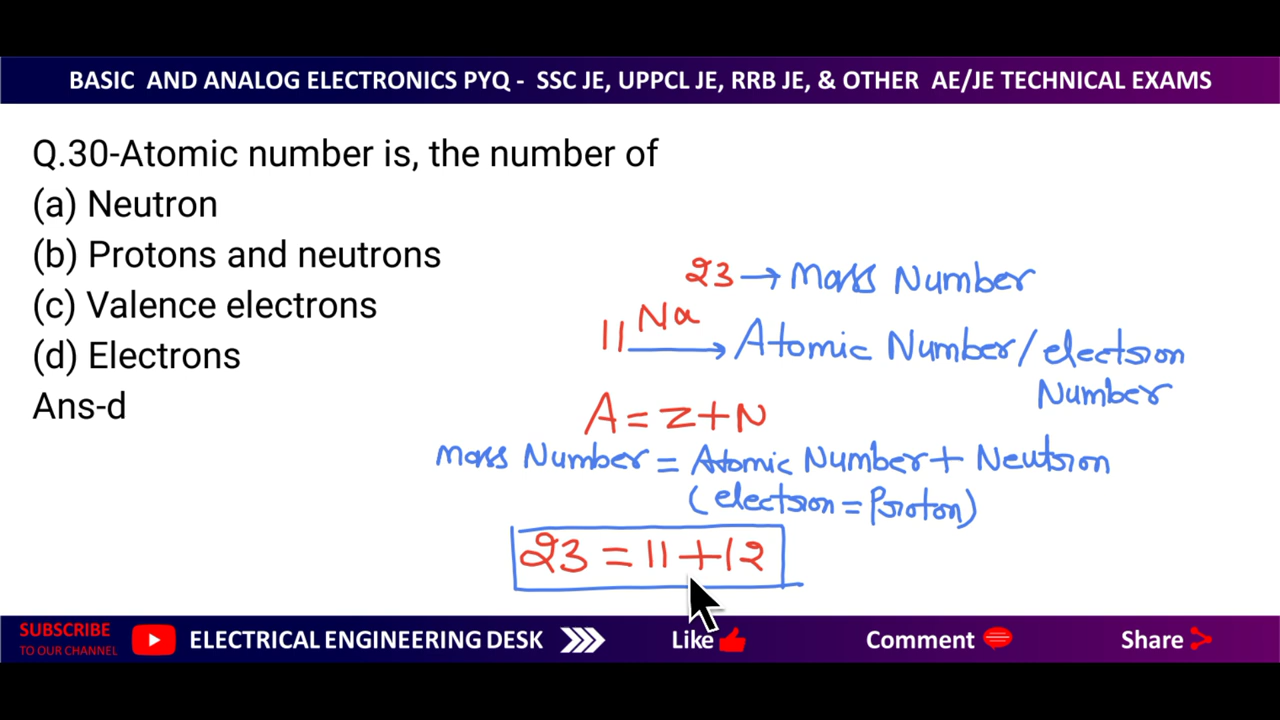 BASIC AND ANALOG ELECTRONICS PYQ - SSC JE, UPPCL JE, RRB JE, & OTHER AE/JE TECHNICAL EXAMS
Q.30-Atomic number is, the number of
(a) Neutron
(b) Protons and neutrons
(c) Valence electrons
(d) Electrons
Ans-d
23 → Mass Number
11 Na → Atomic Number/electron
Number
A = Z + N
Mass Number = Atomic Number + Neutron
(electron = Proton)
23 = 11 + 12
SUBSCRIBE
TO OUR CHANNEL
ELECTRICAL ENGINEERING DESK
Like
Comment
Share